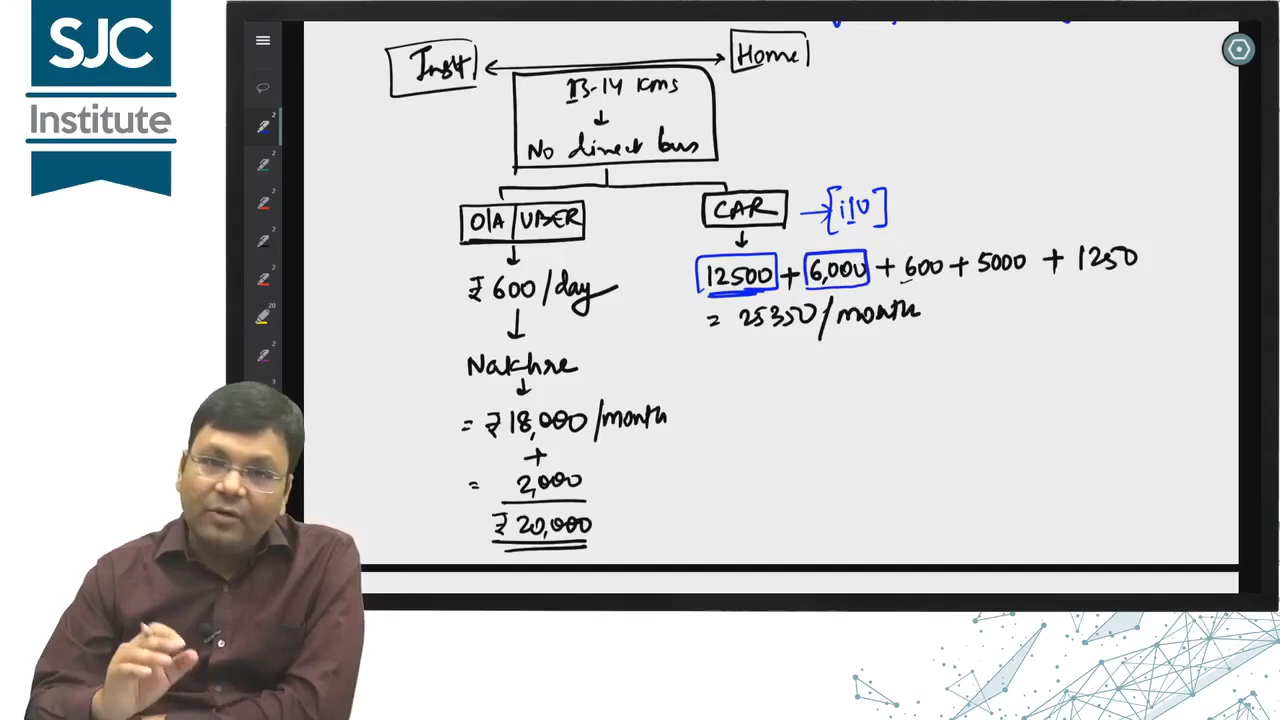 SJC
Institute
Inst
Home
13-14 kms
No direct bus
OLA UBER
CAR
[i10]
₹600/day
Nakhre
= ₹18,000/month
+
= 2,000
₹20,000
12500 + 6,000 + 600 + 5000 + 1250
= 25350/month